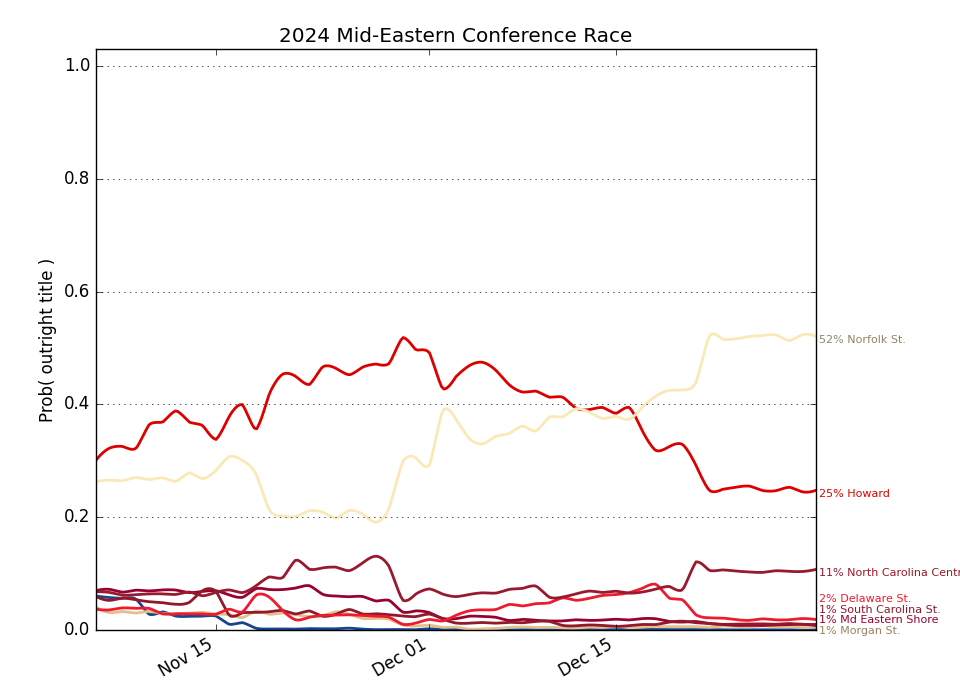 2024 Mid-Eastern Conference Race
1.0
0.8
0.6
0.4
0.2
0.0
Prob( outright title )
Nov 15
Dec 01
Dec 15
52% Norfolk St.
25% Howard
11% North Carolina Centr
2% Delaware St.
1% South Carolina St.
1% Md Eastern Shore
1% Morgan St.